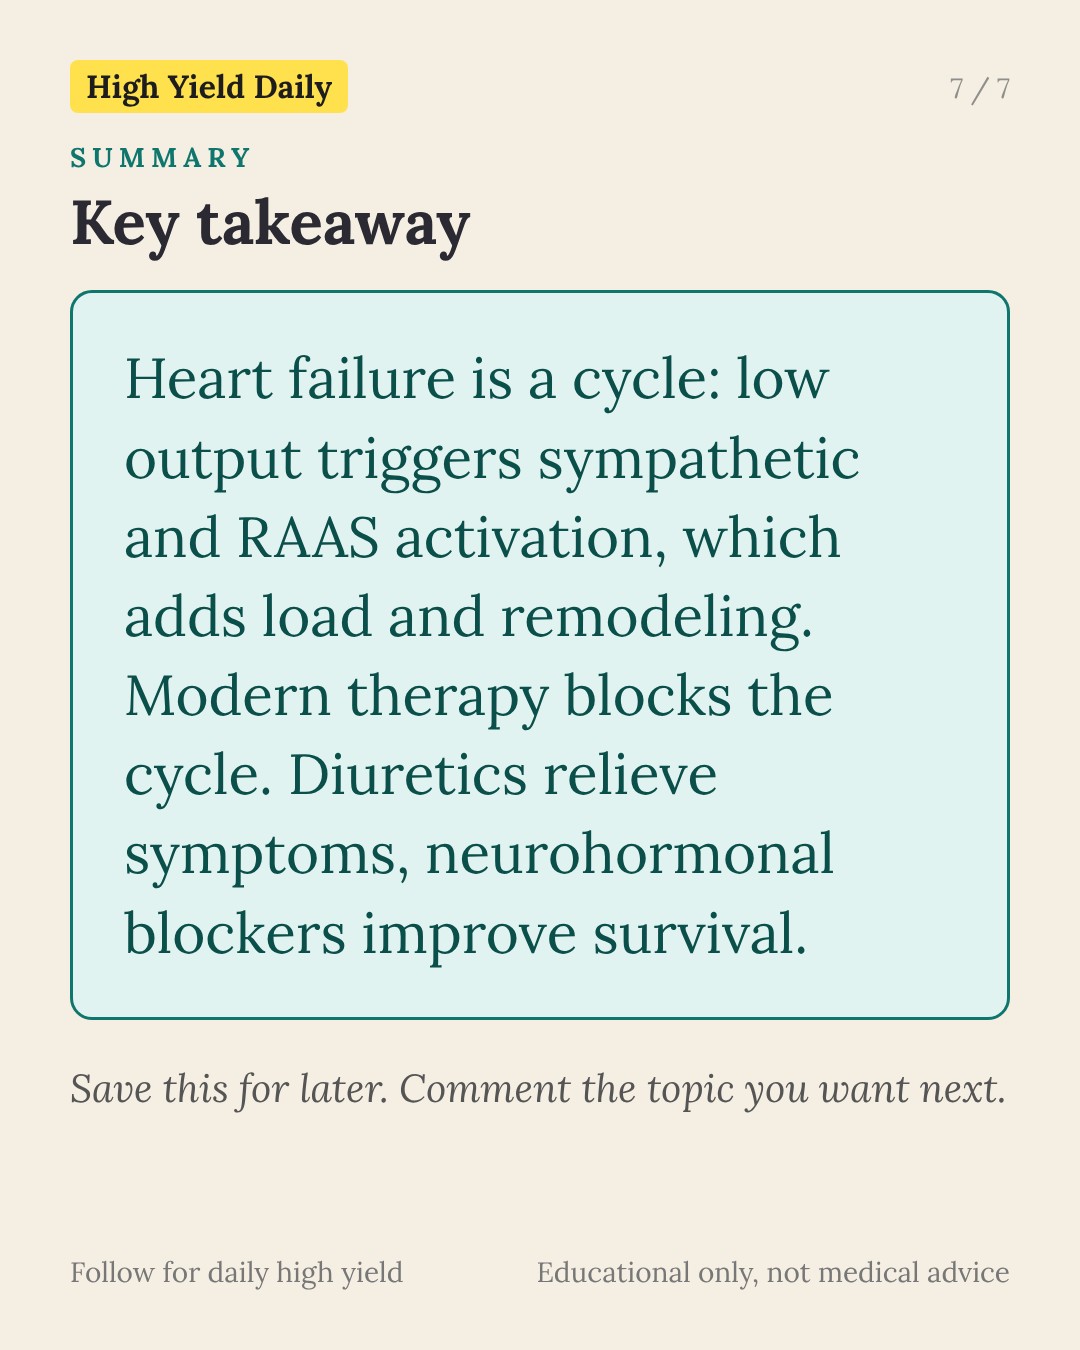 High Yield Daily
7 / 7
SUMMARY
Key takeaway
Heart failure is a cycle: low
output triggers sympathetic
and RAAS activation, which
adds load and remodeling.
Modern therapy blocks the
cycle. Diuretics relieve
symptoms, neurohormonal
blockers improve survival.
Save this for later. Comment the topic you want next.
Follow for daily high yield
Educational only, not medical advice